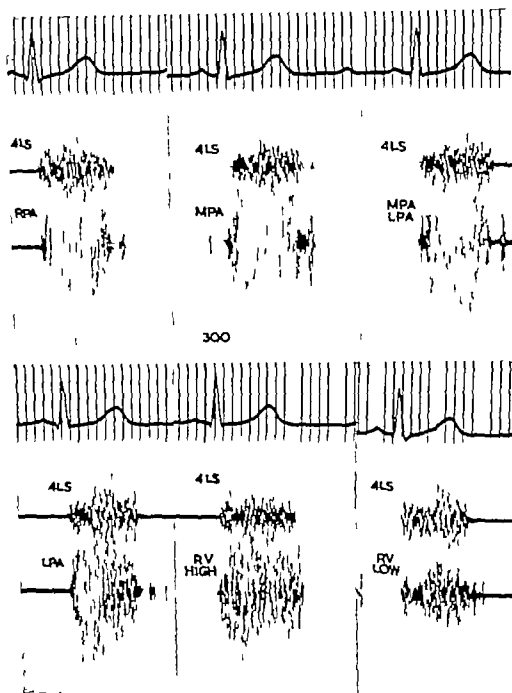 4LS 4LS 4LS
RPA MPA MPA
LPA
300
4LS 4LS 4LS
LPA RV RV
HIGH LOW